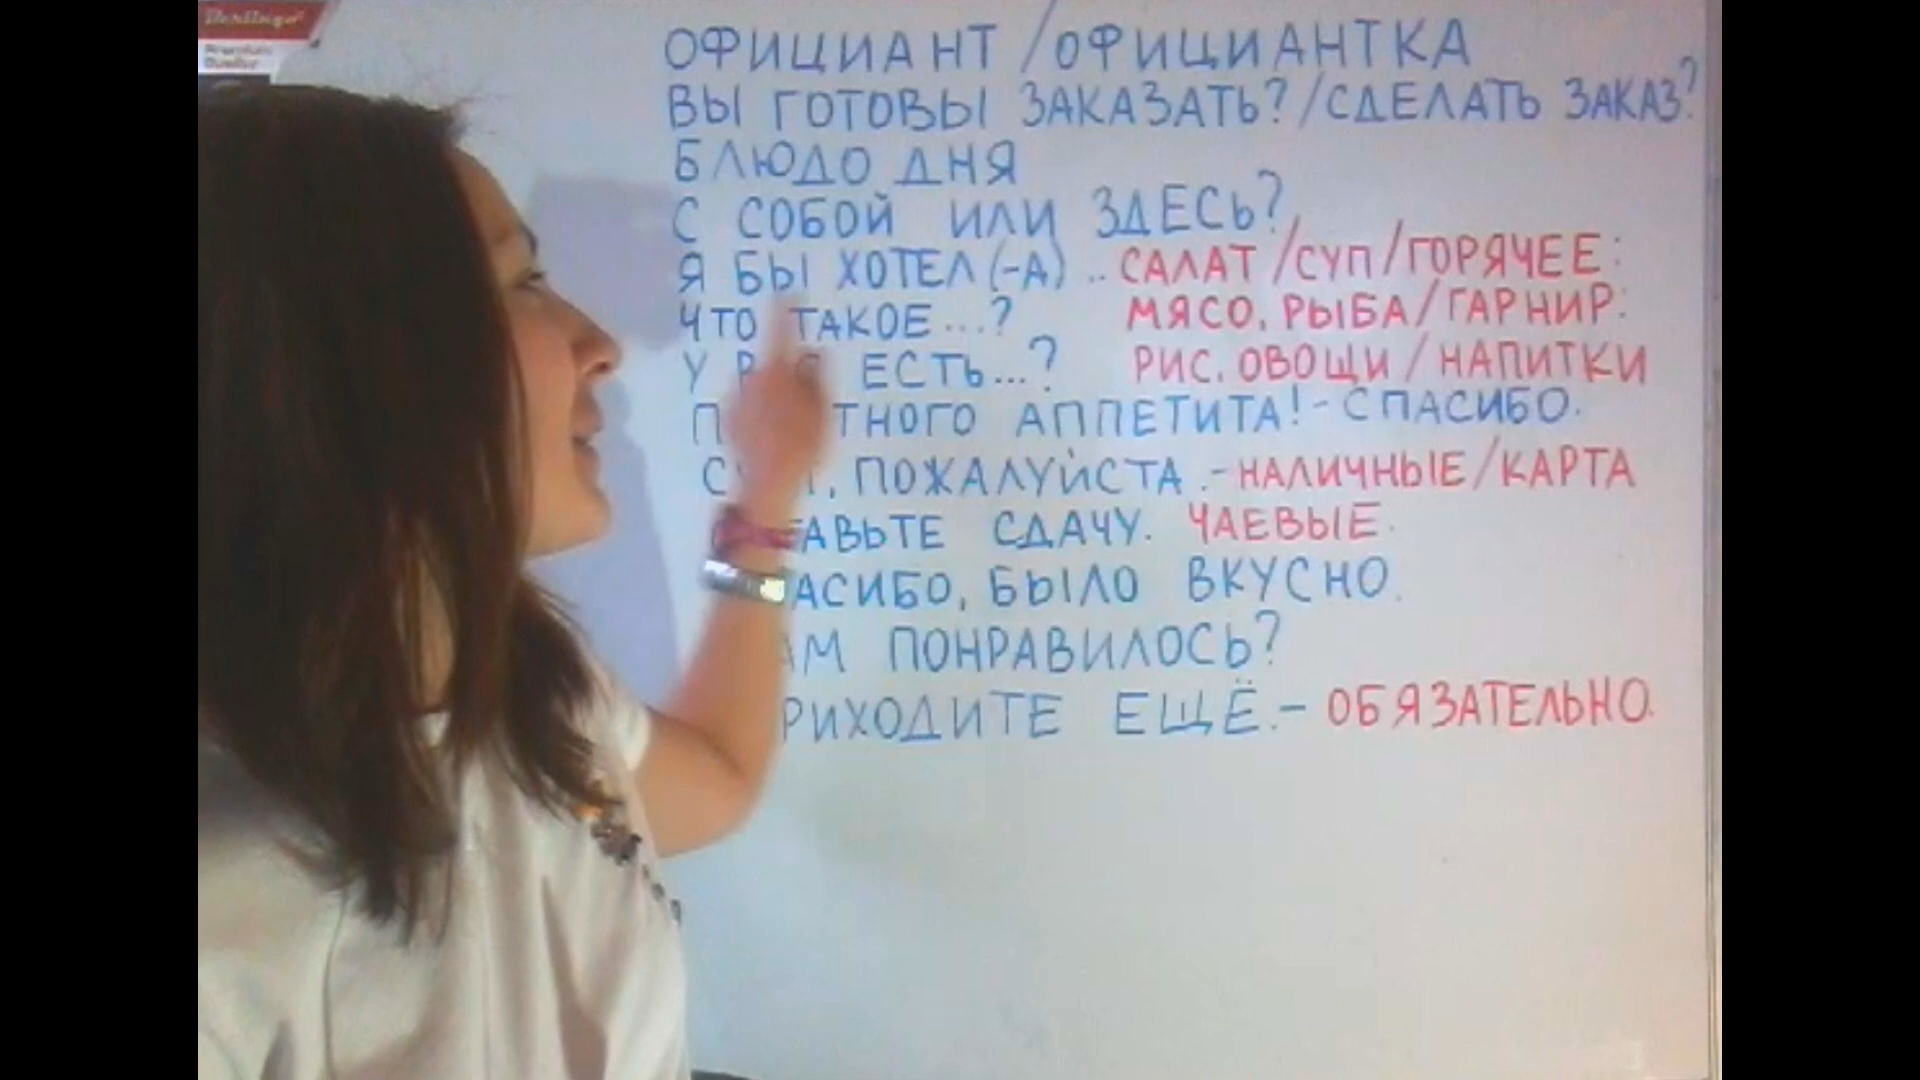 ОФИЦИАНТ / ОФИЦИАНТКА
ВЫ ГОТОВЫ ЗАКАЗАТЬ? / СДЕЛАТЬ ЗАКАЗ?
БЛЮДО ДНЯ
С СОБОЙ ИЛИ ЗДЕСЬ?
Я БЫ ХОТЕЛ(-А).. САЛАТ / СУП / ГОРЯЧЕЕ:
ЧТО ТАКОЕ...? МЯСО, РЫБА / ГАРНИР:
У ЕСТЬ...? РИС, ОВОЩИ / НАПИТКИ
АППЕТИТА! - СПАСИБО.
ПОЖАЛУЙСТА. - НАЛИЧНЫЕ / КАРТА
СДАЧУ. ЧАЕВЫЕ.
БЫЛО ВКУСНО.
ПОНРАВИЛОСЬ?
ЕЩЁ. - ОБЯЗАТЕЛЬНО.